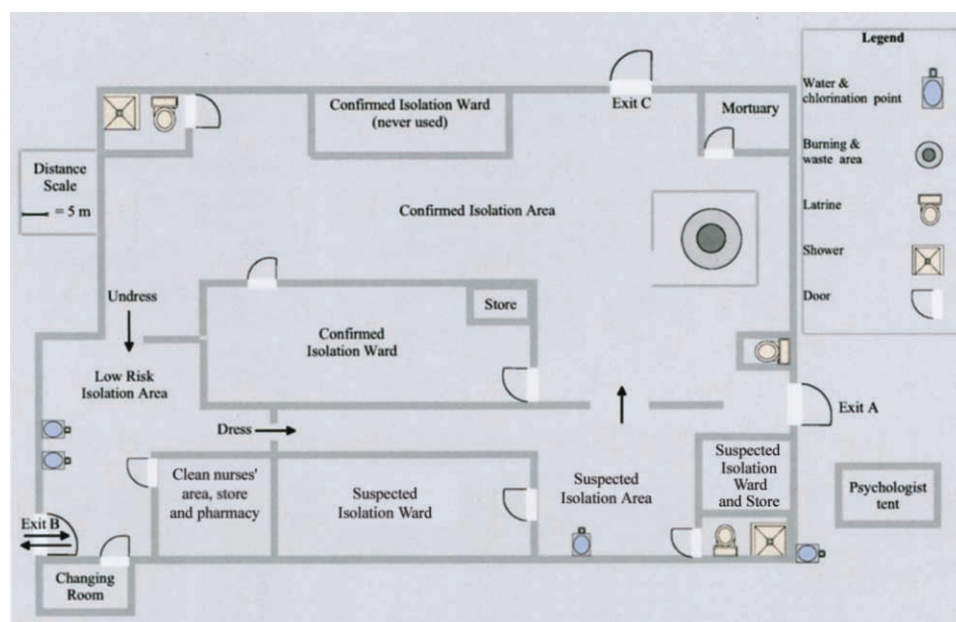 Legend
Water &
chlorination point
Burning &
waste area
Latrine
Shower
Door
Exit C
Confirmed Isolation Ward
(never used)
Mortuary
Distance
Scale
= 5 m
Confirmed Isolation Area
Undress
Store
Confirmed
Isolation Ward
Low Risk
Isolation Area
Exit A
Dress
Clean nurses'
area, store
and pharmacy
Suspected
Isolation Ward
Suspected
Isolation Area
Suspected
Isolation
Ward
and Store
Psychologist
tent
Exit B
Changing
Room